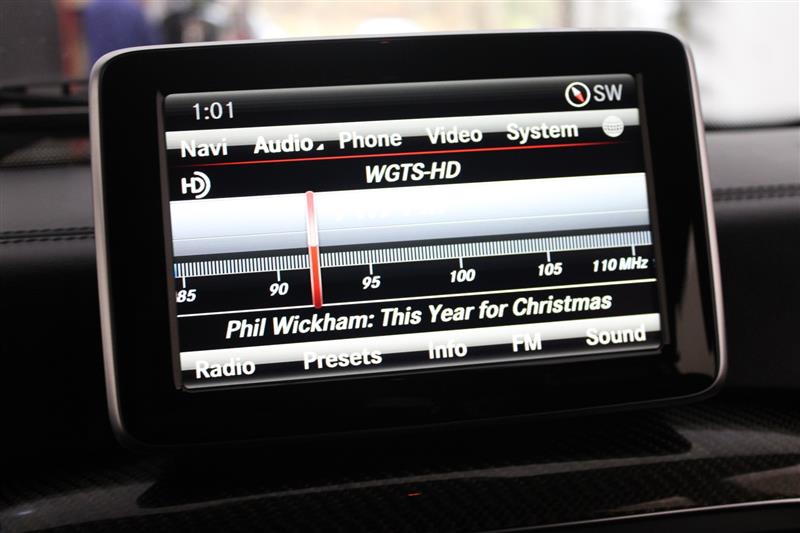 1:01 SW
Navi Audio Phone Video System
HD WGTS-HD
85 90 95 100 105 110 MHz
Phil Wickham: This Year for Christmas
Radio Presets Info FM Sound